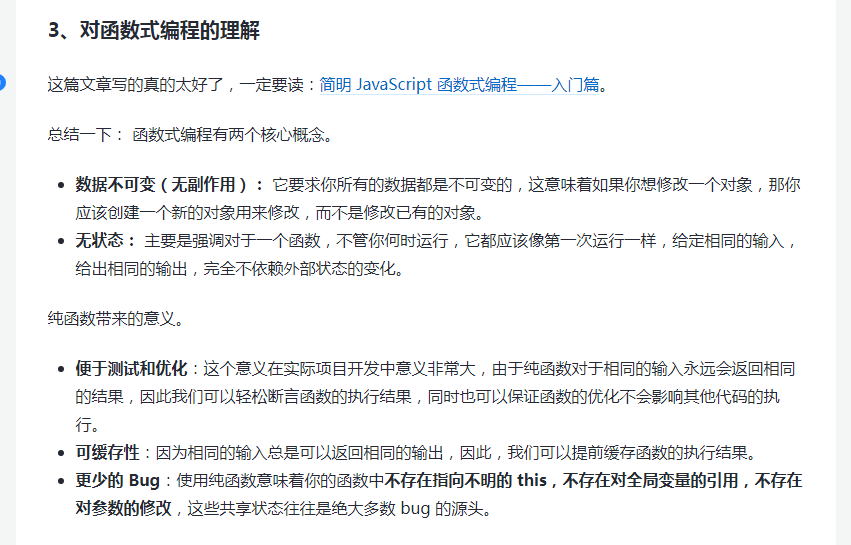 3、对函数式编程的理解
这篇文章写的真的太好了，一定要读：简明 JavaScript 函数式编程——入门篇。
总结一下： 函数式编程有两个核心概念。
数据不可变（无副作用）： 它要求你所有的数据都是不可变的，这意味着如果你想修改一个对象，那你
应该创建一个新的对象用来修改，而不是修改已有的对象。
无状态： 主要是强调对于一个函数，不管你何时运行，它都应该像第一次运行一样，给定相同的输入，
给出相同的输出，完全不依赖外部状态的变化。
纯函数带来的意义。
便于测试和优化：这个意义在实际项目开发中意义非常大，由于纯函数对于相同的输入永远会返回相同
的结果，因此我们可以轻松断言函数的执行结果，同时也可以保证函数的优化不会影响其他代码的执
行。
可缓存性：因为相同的输入总是可以返回相同的输出，因此，我们可以提前缓存函数的执行结果。
更少的 Bug：使用纯函数意味着你的函数中不存在指向不明的 this，不存在对全局变量的引用，不存在
对参数的修改，这些共享状态往往是绝大多数 bug 的源头。